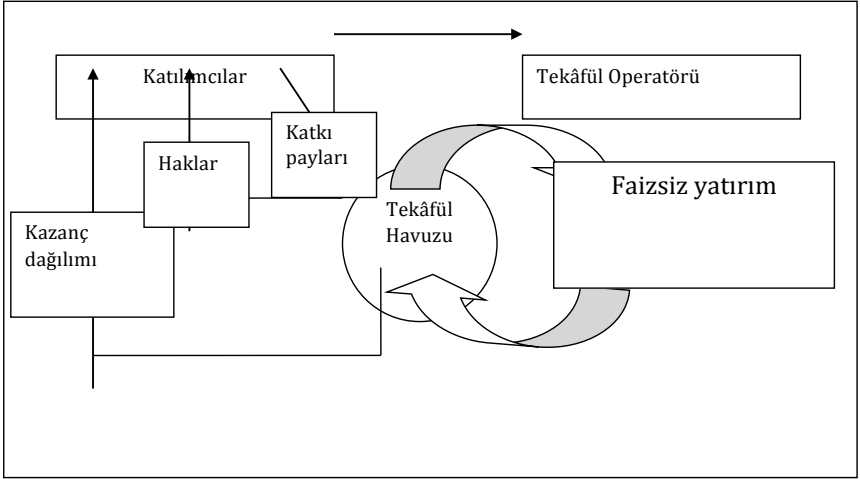 Katılımcılar
Tekâfül Operatörü
Katkı
payları
Haklar
Faizsiz yatırım
Tekâfül
Havuzu
Kazanç
dağılımı